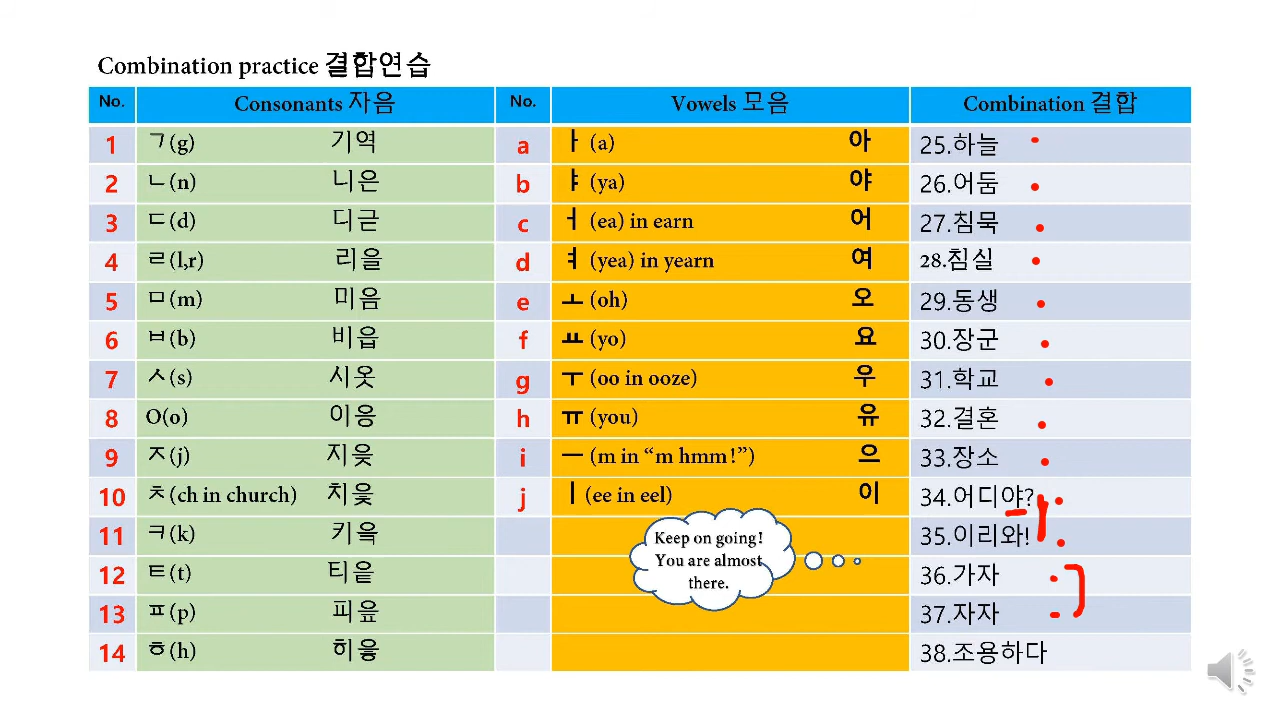 Combination practice 결합연습
No. Consonants 자음 No. Vowels 모음 Combination 결합
1 ㄱ(g) 기역 a ㅏ (a) 아 25.하늘
2 ㄴ(n) 니은 b ㅑ (ya) 야 26.어둠
3 ㄷ(d) 디귿 c ㅓ (ea) in earn 어 27.침묵
4 ㄹ(l,r) 리을 d ㅕ (yea) in yearn 여 28.침실
5 ㅁ(m) 미음 e ㅗ (oh) 오 29.동생
6 ㅂ(b) 비읍 f ㅛ (yo) 요 30.장군
7 ㅅ(s) 시옷 g ㅜ (oo in ooze) 우 31.학교
8 O(o) 이응 h ㅠ (you) 유 32.결혼
9 ㅈ(j) 지읒 i ㅡ (m in “m hmm!”) 으 33.장소
10 ㅊ(ch in church) 치읓 j ㅣ (ee in eel) 이 34.어디야?
11 ㅋ(k) 키읔 35.이리와!
12 ㅌ(t) 티읕 36.가자
13 ㅍ(p) 피읖 37.자자
14 ㅎ(h) 히읗 38.조용하다
Keep on going!
You are almost
there.